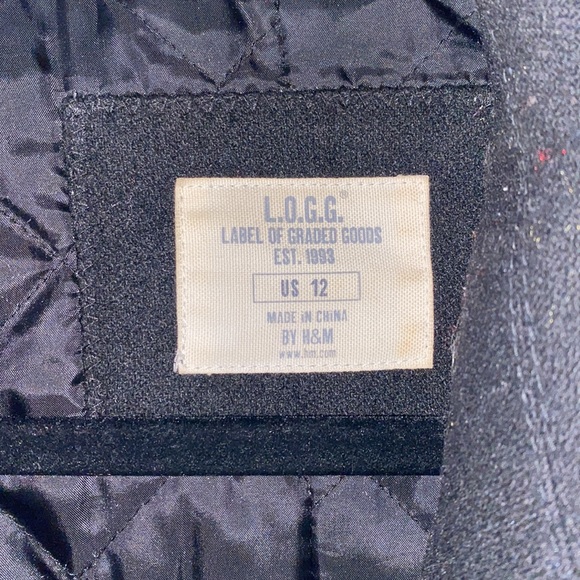 L.O.G.G.®
LABEL OF GRADED GOODS
EST. 1993
US 12
MADE IN CHINA
BY H&M
www.hm.com